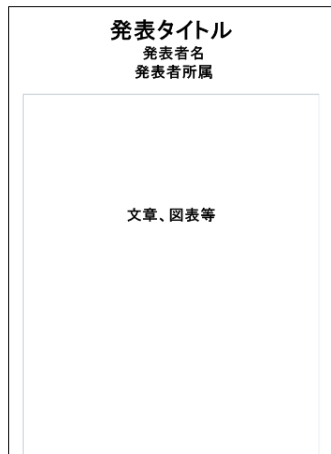 発表タイトル
発表者名
発表者所属
文章、図表等